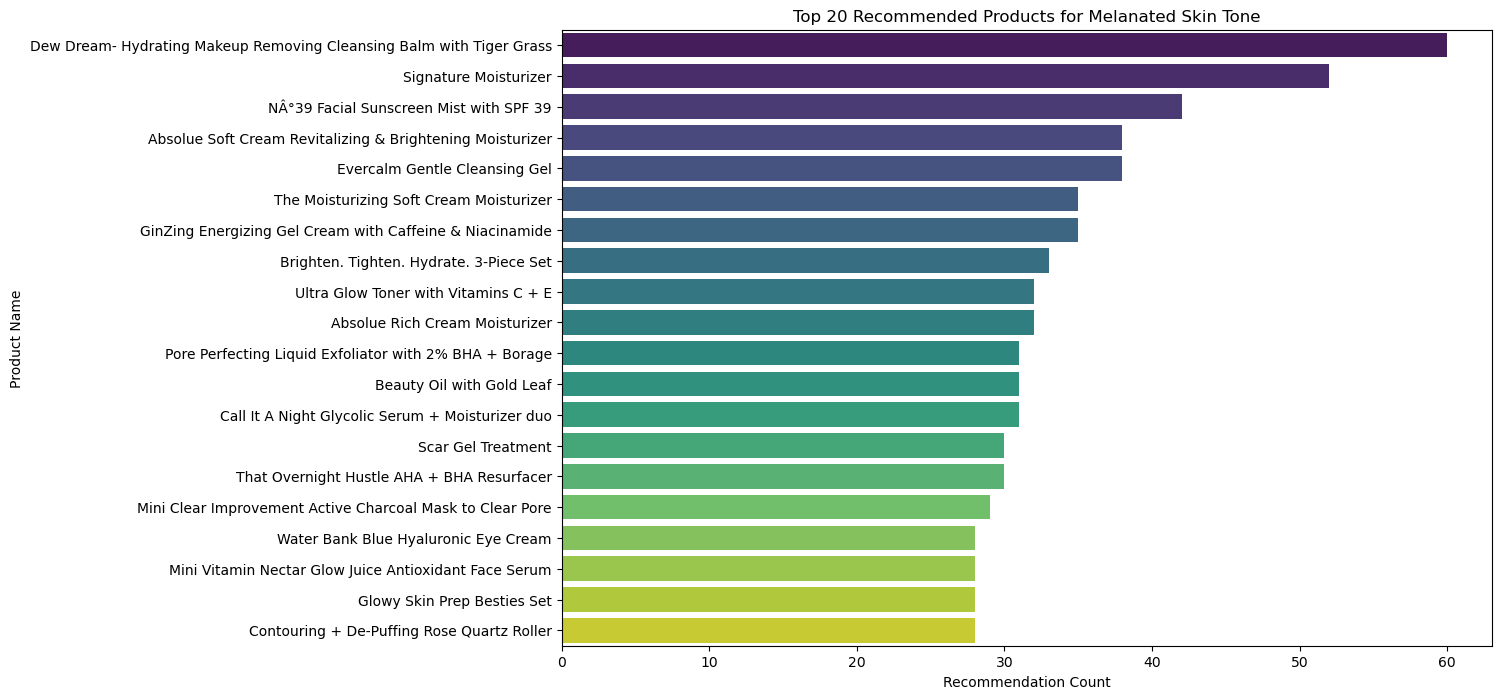 Top 20 Recommended Products for Melanated Skin Tone
Product Name
Dew Dream- Hydrating Makeup Removing Cleansing Balm with Tiger Grass
Signature Moisturizer
NÂ°39 Facial Sunscreen Mist with SPF 39
Absolue Soft Cream Revitalizing & Brightening Moisturizer
Evercalm Gentle Cleansing Gel
The Moisturizing Soft Cream Moisturizer
GinZing Energizing Gel Cream with Caffeine & Niacinamide
Brighten. Tighten. Hydrate. 3-Piece Set
Ultra Glow Toner with Vitamins C + E
Absolue Rich Cream Moisturizer
Pore Perfecting Liquid Exfoliator with 2% BHA + Borage
Beauty Oil with Gold Leaf
Call It A Night Glycolic Serum + Moisturizer duo
Scar Gel Treatment
That Overnight Hustle AHA + BHA Resurfacer
Mini Clear Improvement Active Charcoal Mask to Clear Pore
Water Bank Blue Hyaluronic Eye Cream
Mini Vitamin Nectar Glow Juice Antioxidant Face Serum
Glowy Skin Prep Besties Set
Contouring + De-Puffing Rose Quartz Roller
0 10 20 30 40 50 60
Recommendation Count